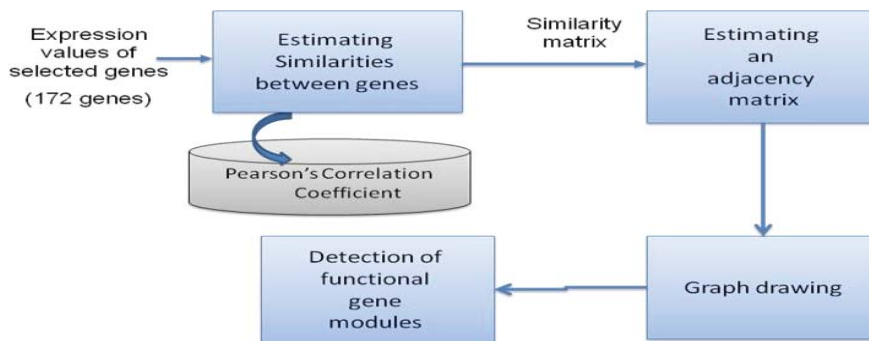 Expression
values of
selected genes
(172 genes)
Estimating
Similarities
between genes
Similarity
matrix
Estimating
an
adjacency
matrix
Pearson’s Correlation
Coefficient
Detection of
functional
gene
modules
Graph drawing